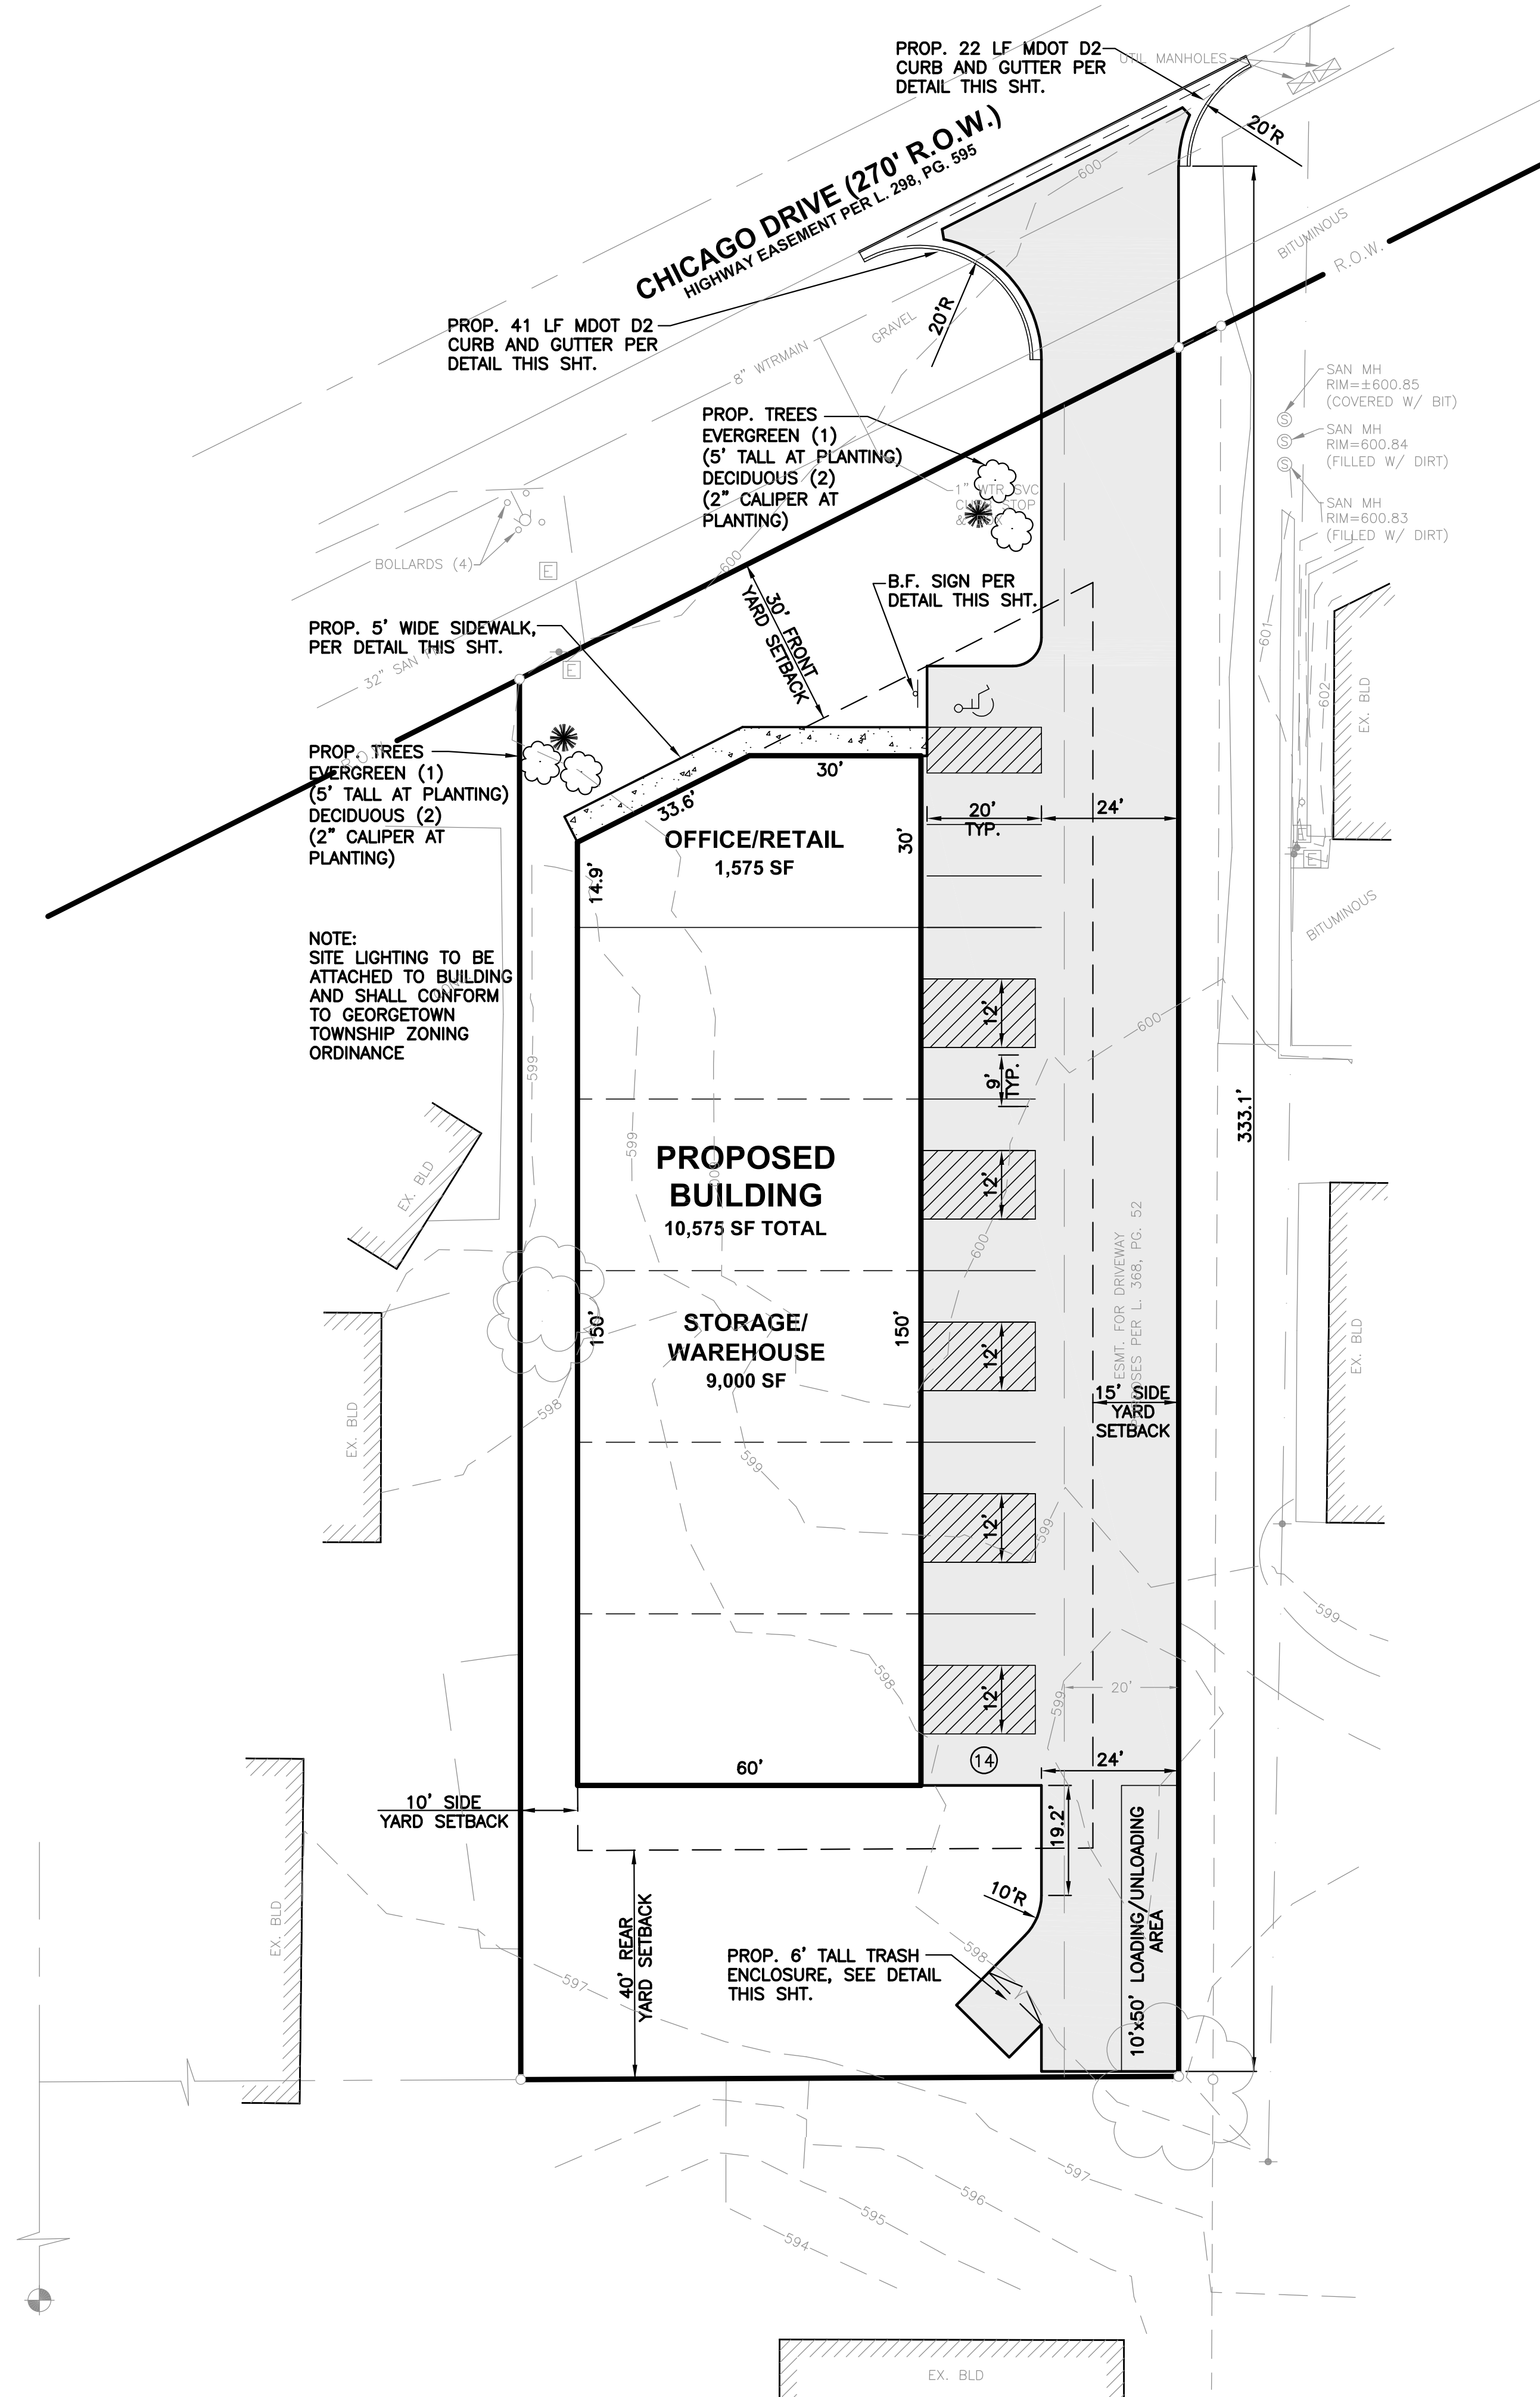 PROP. 22 LF MDOT D2
CURB AND GUTTER PER
DETAIL THIS SHT.
UTIL MANHOLES
20'R
CHICAGO DRIVE (270' R.O.W.)
HIGHWAY EASEMENT PER L. 298, PG. 595
600
BITUMINOUS
R.O.W.
PROP. 41 LF MDOT D2
CURB AND GUTTER PER
DETAIL THIS SHT.
20'R
GRAVEL
8" WTRMAIN
SAN MH
RIM=±600.85
(COVERED W/ BIT)
SAN MH
RIM=600.84
(FILLED W/ DIRT)
SAN MH
RIM=600.83
(FILLED W/ DIRT)
S
S
S
PROP. TREES
EVERGREEN (1)
(5' TALL AT PLANTING)
DECIDUOUS (2)
(2" CALIPER AT
PLANTING)
1" WTR SVC
STOP
&
BOLLARDS (4)
E
600
B.F. SIGN PER
DETAIL THIS SHT.
30' FRONT
YARD SETBACK
PROP. 5' WIDE SIDEWALK,
PER DETAIL THIS SHT.
32" SAN
E
601
602
EX. BLD
PROP. TREES
EVERGREEN (1)
(5' TALL AT PLANTING)
DECIDUOUS (2)
(2" CALIPER AT
PLANTING)
30'
33.6'
OFFICE/RETAIL
1,575 SF
30'
14.9'
20'
TYP.
24'
E
E
BITUMINOUS
NOTE:
SITE LIGHTING TO BE
ATTACHED TO BUILDING
AND SHALL CONFORM
TO GEORGETOWN
TOWNSHIP ZONING
ORDINANCE
599
12'
600
9'
TYP.
333.1'
599
PROPOSED
BUILDING
10,575 SF TOTAL
12'
600
EX. BLD
ESMT. FOR DRIVEWAY
PURPOSES PER L. 368, PG. 52
STORAGE/
WAREHOUSE
9,000 SF
150'
150'
12'
EX. BLD
598
EX. BLD
15' SIDE
YARD
SETBACK
599
12'
599
599
598
12'
599
20'
14
60'
24'
10' SIDE
YARD SETBACK
19.2'
10'x50' LOADING/UNLOADING
AREA
10'R
EX. BLD
40' REAR
YARD SETBACK
PROP. 6' TALL TRASH
ENCLOSURE, SEE DETAIL
THIS SHT.
598
597
597
596
595
594
EX. BLD